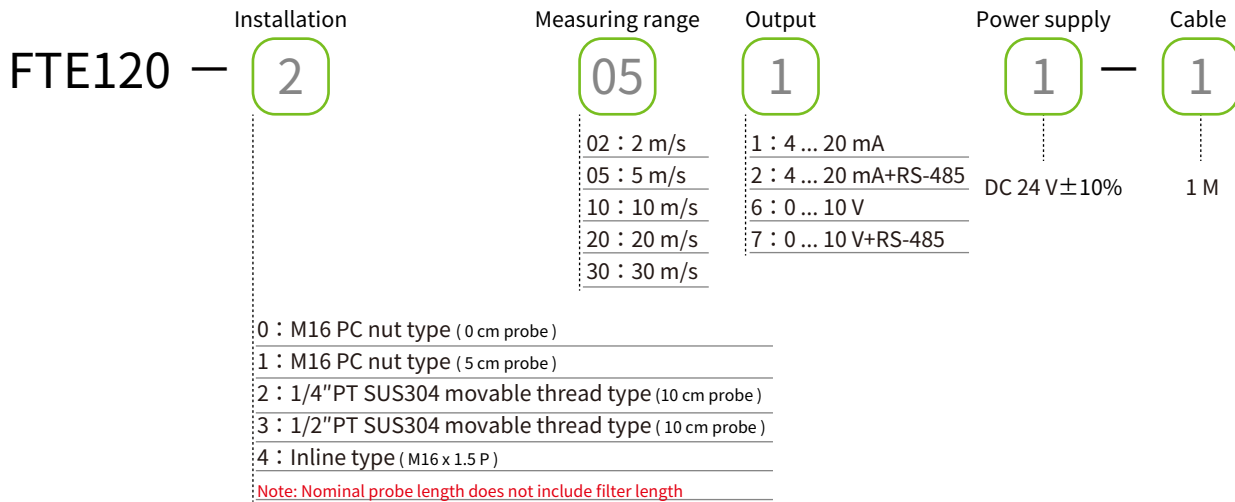 Installation Measuring range Output Power supply Cable
FTE120 — 2 05 1 1 — 1
02：2 m/s
05：5 m/s
10：10 m/s
20：20 m/s
30：30 m/s
1：4 ... 20 mA
2：4 ... 20 mA+RS-485
6：0 ... 10 V
7：0 ... 10 V+RS-485
DC 24 V±10%
1 M
0：M16 PC nut type ( 0 cm probe )
1：M16 PC nut type ( 5 cm probe )
2：1/4"PT SUS304 movable thread type (10 cm probe )
3：1/2"PT SUS304 movable thread type ( 10 cm probe )
4：Inline type ( M16 x 1.5 P )
Note: Nominal probe length does not include filter length